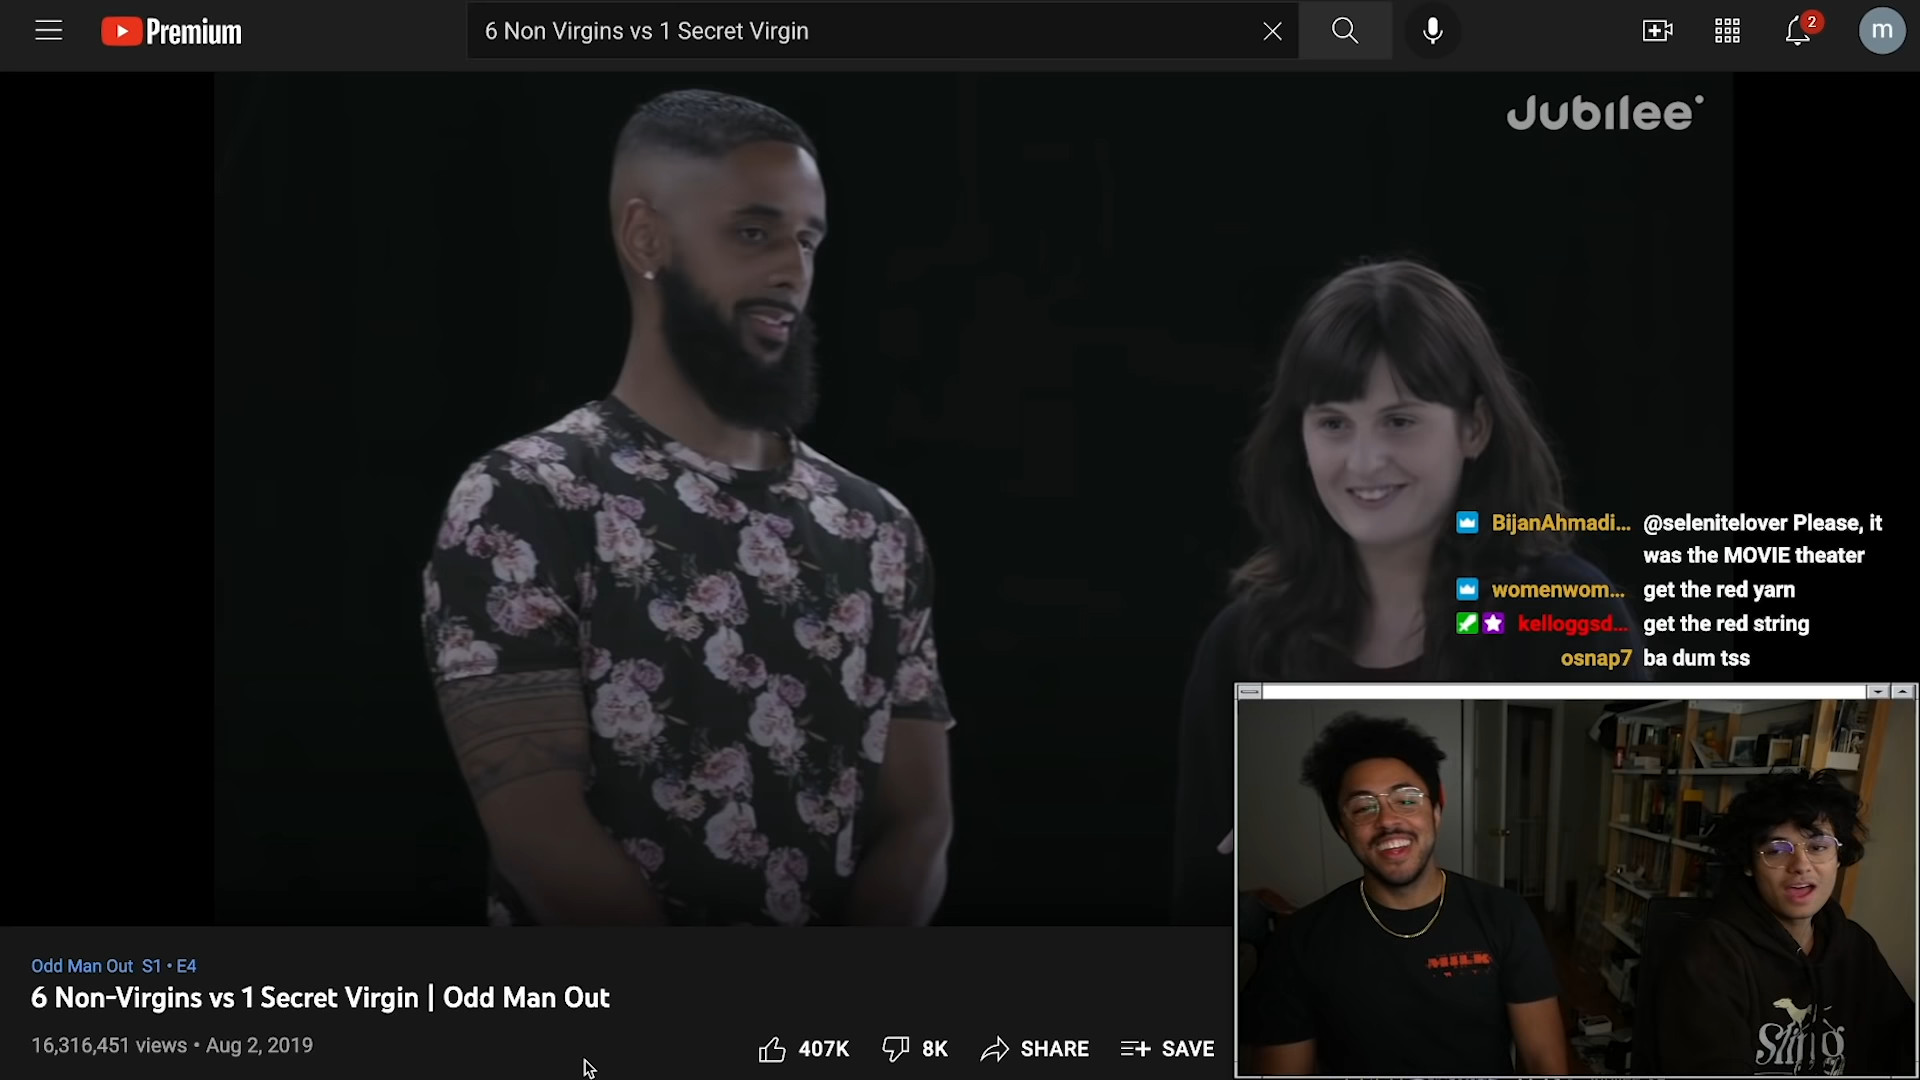 Premium
6 Non Virgins vs 1 Secret Virgin
2
m
Jubilee
BijanAhmadi... @selenitelover Please, it
was the MOVIE theater
womenwom... get the red yarn
kelloggsd... get the red string
osnap7 ba dum tss
MILK
Odd Man Out S1 • E4
6 Non-Virgins vs 1 Secret Virgin | Odd Man Out
16,316,451 views • Aug 2, 2019
407K
8K
SHARE
SAVE